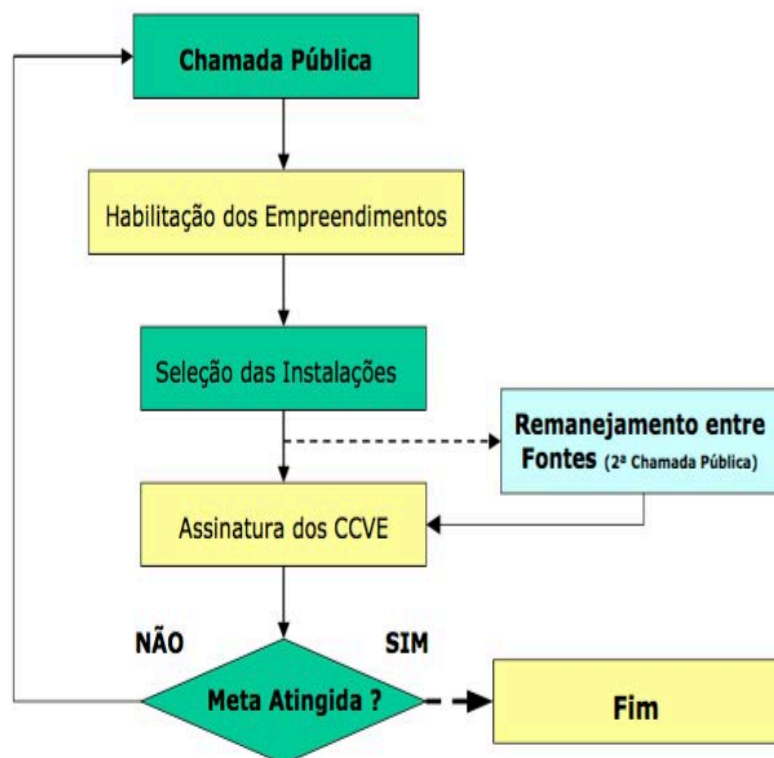 Chamada Pública
Habilitação dos Empreendimentos
Seleção das Instalações
Remanejamento entre
Fontes (2ª Chamada Pública)
Assinatura dos CCVE
NÃO
SIM
Meta Atingida ?
Fim